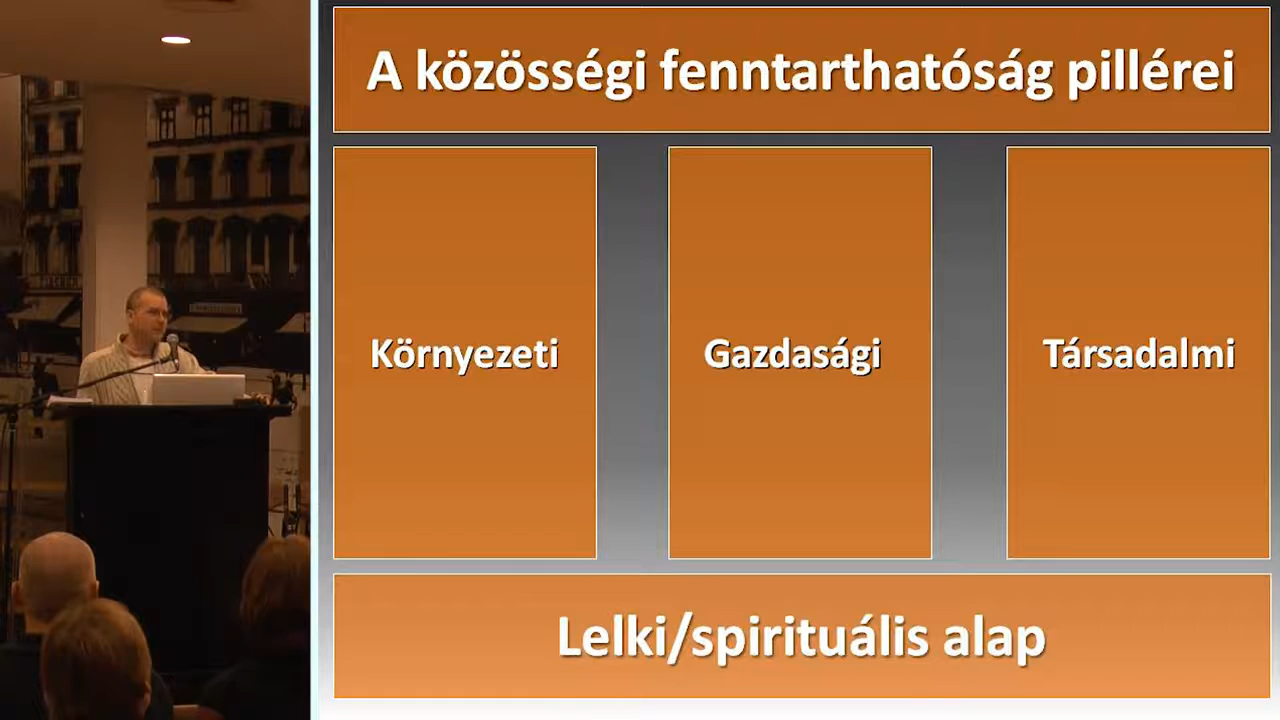 A közösségi fenntarthatóság pillérei
Környezeti
Gazdasági
Társadalmi
Lelki/spirituális alap